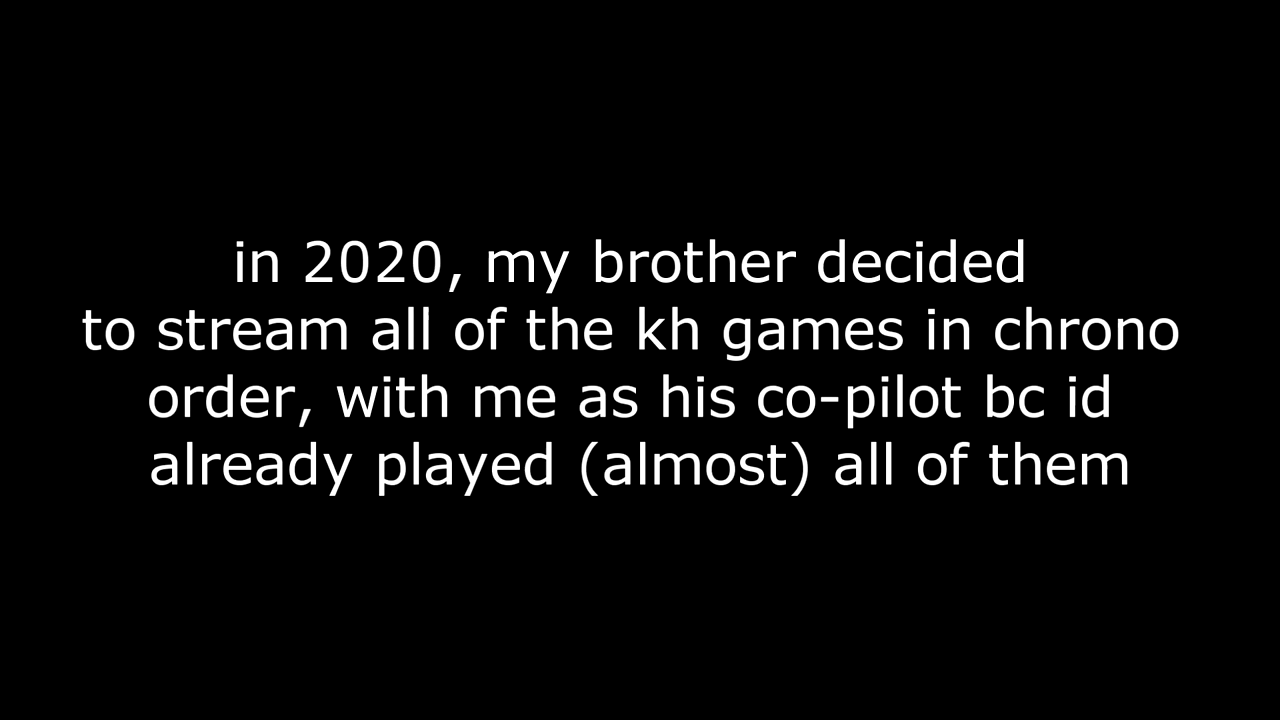 in 2020, my brother decided
to stream all of the kh games in chrono
order, with me as his co-pilot bc id
already played (almost) all of them